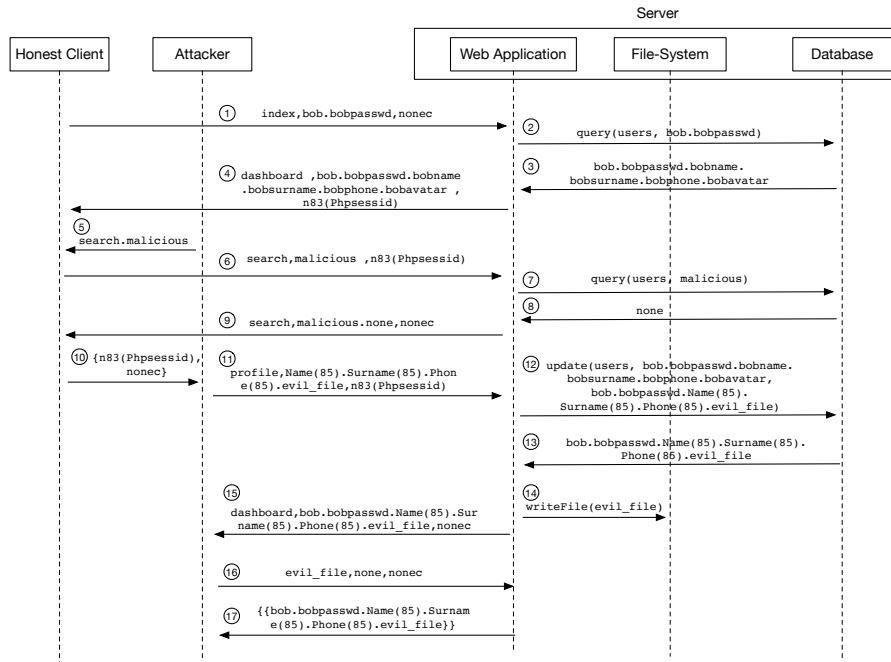 Server
Honest Client
Attacker
Web Application
File-System
Database
1
index,bob.bobpasswd,nonec
2
query(users, bob.bobpasswd)
3
bob.bobpasswd.bobname.
bobsurname.bobphone.bobavatar
4
dashboard ,bob.bobpasswd.bobname
.bobsurname.bobphone.bobavatar ,
n83(Phpsessid)
5
search.malicious
6
search,malicious ,n83(Phpsessid)
7
query(users, malicious)
8
none
9
search,malicious.none,nonec
10
{n83(Phpsessid),
nonec}
11
profile,Name(85).Surname(85).Phon
e(85).evil_file,n83(Phpsessid)
12
update(users, bob.bobpasswd.bobname.
bobsurname.bobphone.bobavatar,
bob.bobpasswd.Name(85).
Surname(85).Phone(85).evil_file)
13
bob.bobpasswd.Name(85).Surname(85).
Phone(85).evil_file
14
writeFile(evil_file)
15
dashboard,bob.bobpasswd.Name(85).Sur
name(85).Phone(85).evil_file,nonec
16
evil_file,none,nonec
17
{{bob.bobpasswd.Name(85).Surnam
e(85).Phone(85).evil_file}}